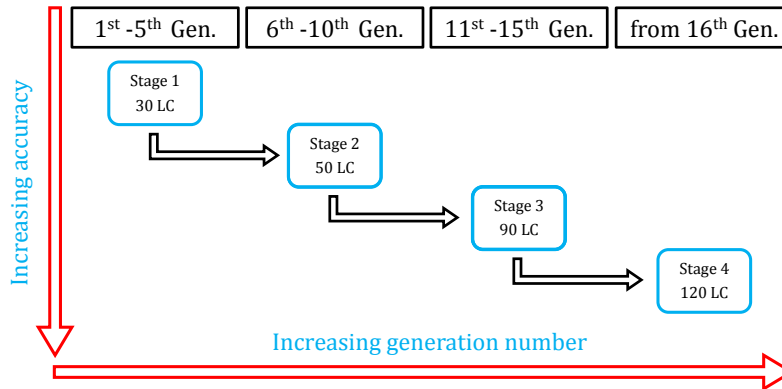 1st -5th Gen.
6th -10th Gen.
11st -15th Gen.
from 16th Gen.
Increasing accuracy
Stage 1
30 LC
Stage 2
50 LC
Stage 3
90 LC
Stage 4
120 LC
Increasing generation number